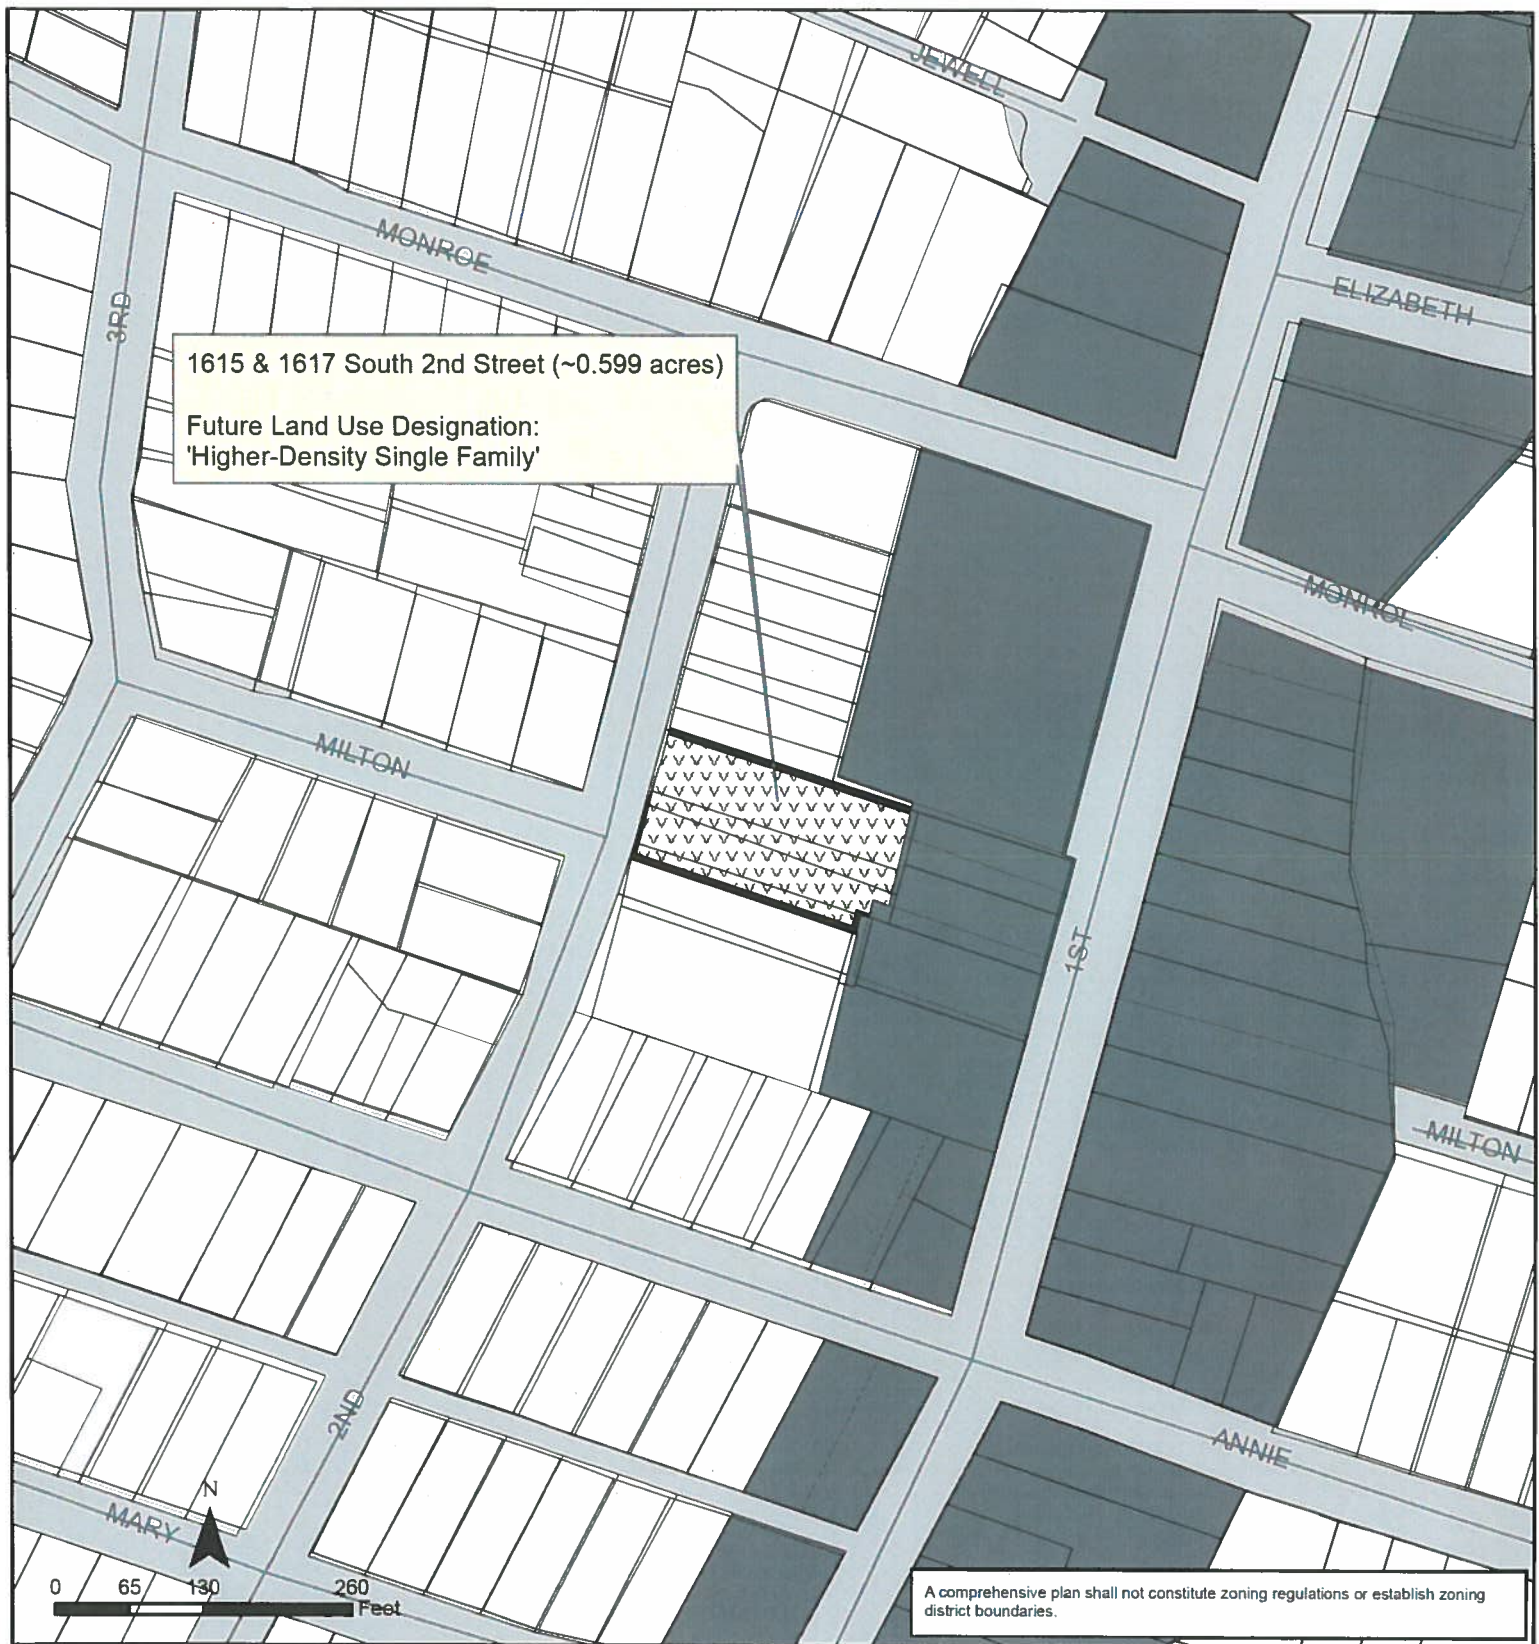 JEWELL
MONROE
ELIZABETH
3RD
1615 & 1617 South 2nd Street (~0.599 acres)
Future Land Use Designation:
'Higher-Density Single Family'
MONROE
MILTON
1ST
MILTON
2ND
ANNIE
N
MARY
0 65 130 260
Feet
A comprehensive plan shall not constitute zoning regulations or establish zoning
district boundaries.